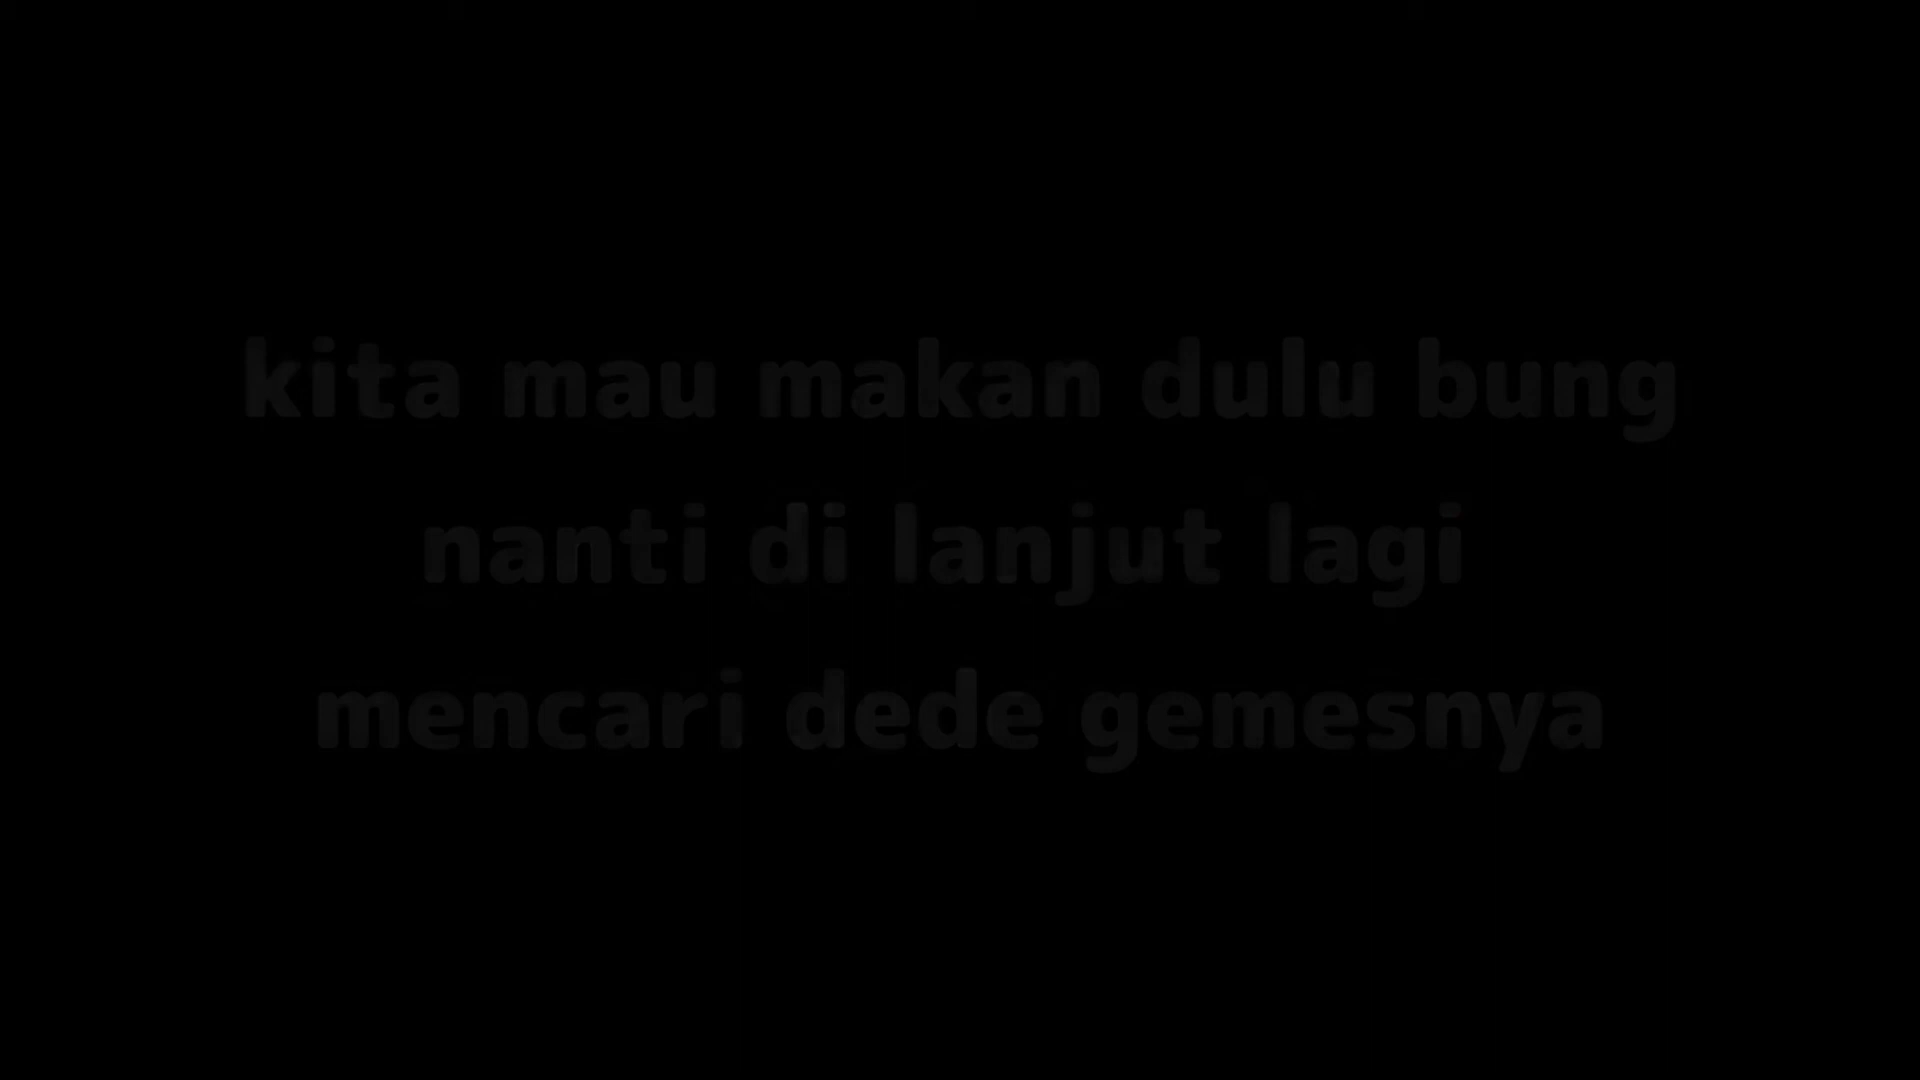 kita mau makan dulu bung
nanti di lanjut lagi
mencari dede gemesnya